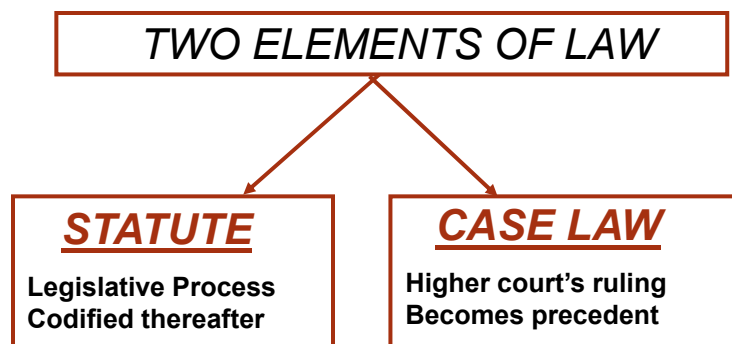 TWO ELEMENTS OF LAW
STATUTE
Legislative Process
Codified thereafter
CASE LAW
Higher court's ruling
Becomes precedent